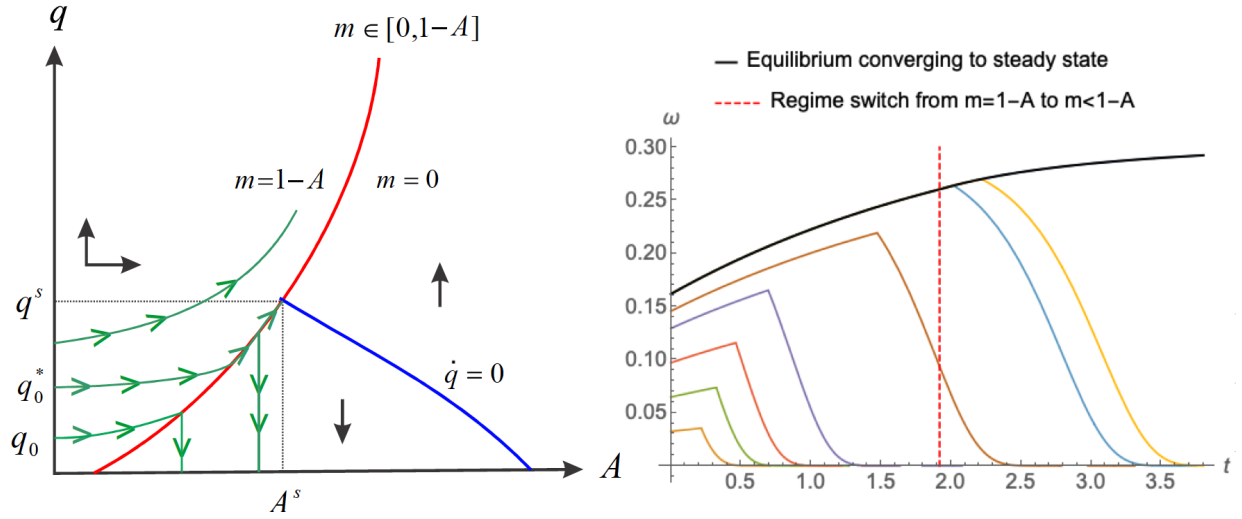 q
m ∈ [0,1−A]
m=1−A
m = 0
q^s
q_0^*
q̇ = 0
q_0
A
A^s
Equilibrium converging to steady state
Regime switch from m=1−A to m<1−A
ω
0.30
0.25
0.20
0.15
0.10
0.05
0.5
1.0
1.5
2.0
2.5
3.0
3.5
t